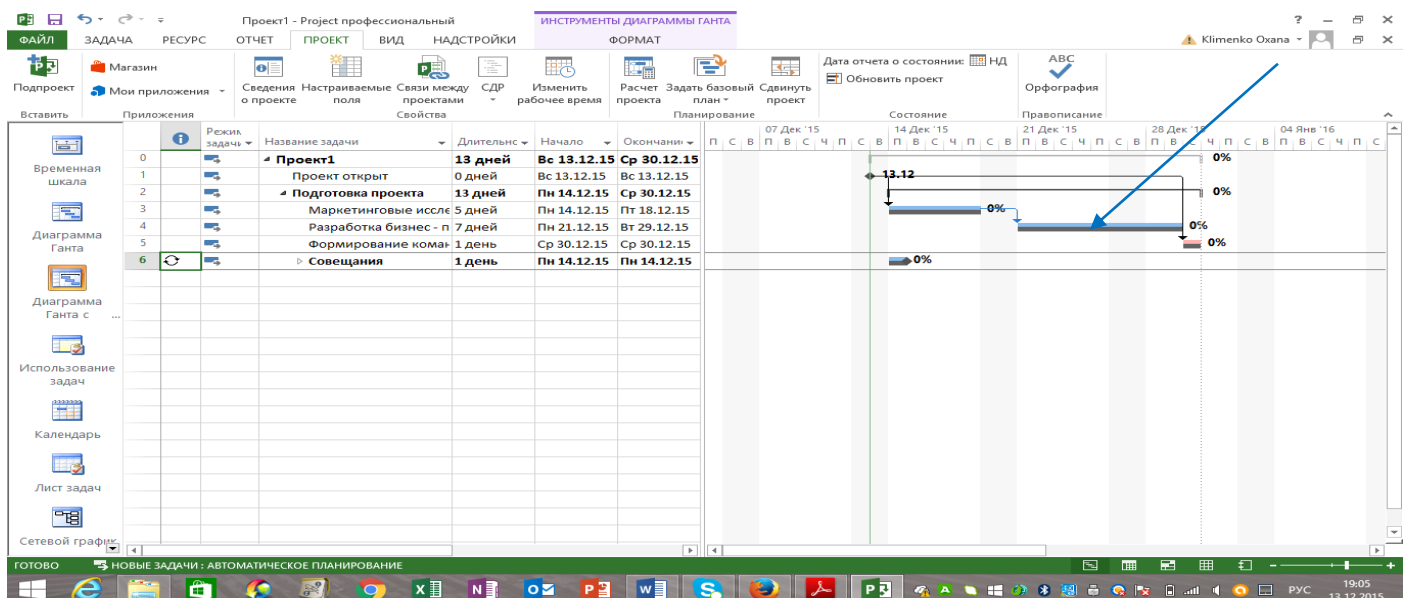 Проект1 - Project профессиональный
ИНСТРУМЕНТЫ ДИАГРАММЫ ГАНТА
?
ФАЙЛ ЗАДАЧА РЕСУРС ОТЧЕТ ПРОЕКТ ВИД НАДСТРОЙКИ ФОРМАТ
Klimenko Oxana
Подпроект
Магазин
Мои приложения
Сведения о проекте
Настраиваемые поля
Связи между проектами
СДР
Изменить рабочее время
Расчет проекта
Задать базовый план
Сдвинуть проект
Дата отчета о состоянии: НД
Обновить проект
ABC
Орфография
Вставить Приложения Свойства Планирование Состояние Правописание
Режим задачи Название задачи Длительнс Начало Окончани
07 Дек '15 14 Дек '15 21 Дек '15 28 Дек '15 04 Янв '16
П С В П В С Ч П С В П В С Ч П С В П В С Ч П С В П В С Ч П С В П В С Ч П С
0 Проект1 13 дней Вс 13.12.15 Ср 30.12.15
0%
1 Проект открыт 0 дней Вс 13.12.15 Вс 13.12.15
13.12
2 Подготовка проекта 13 дней Пн 14.12.15 Ср 30.12.15
0%
3 Маркетинговые иссле 5 дней Пн 14.12.15 Пт 18.12.15
0%
4 Разработка бизнес - п 7 дней Пн 21.12.15 Вт 29.12.15
0%
5 Формирование коман 1 день Ср 30.12.15 Ср 30.12.15
0%
6 Совещания 1 день Пн 14.12.15 Пн 14.12.15
0%
Временная шкала
Диаграмма Ганта
Диаграмма Ганта с ...
Использование задач
Календарь
Лист задач
Сетевой график
ГОТОВО НОВЫЕ ЗАДАЧИ : АВТОМАТИЧЕСКОЕ ПЛАНИРОВАНИЕ
РУС
19:05
13.12.2015